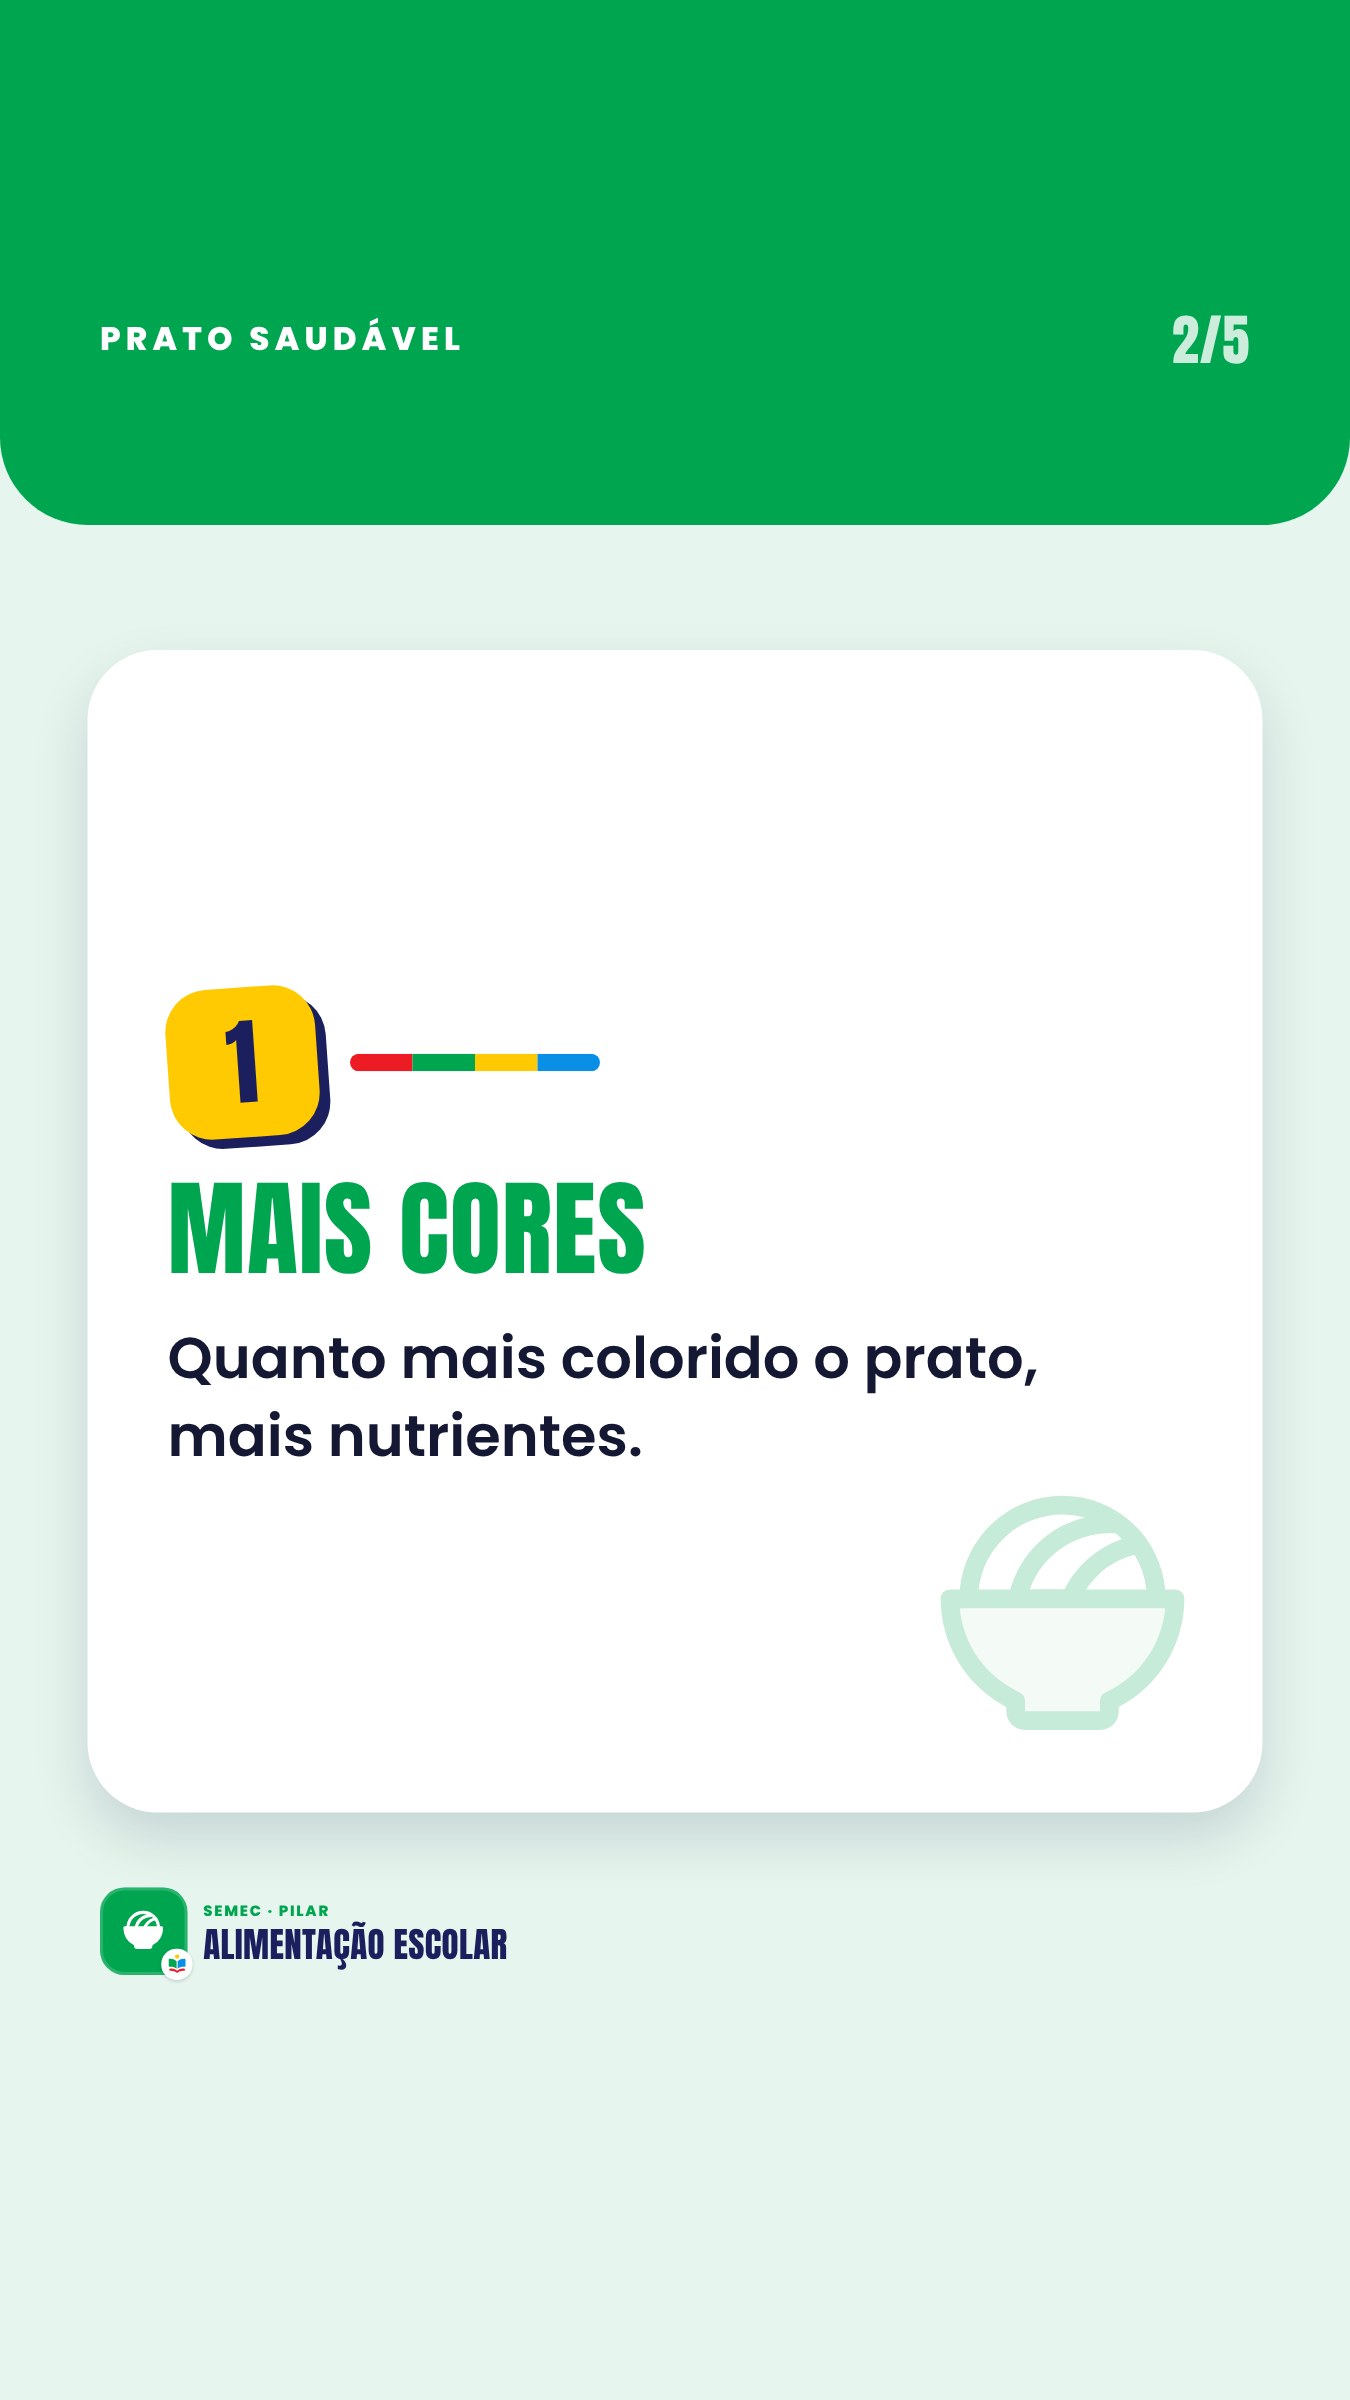 PRATO SAUDÁVEL
2/5
1
MAIS CORES
Quanto mais colorido o prato,
mais nutrientes.
SEMEC · PILAR
ALIMENTAÇÃO ESCOLAR